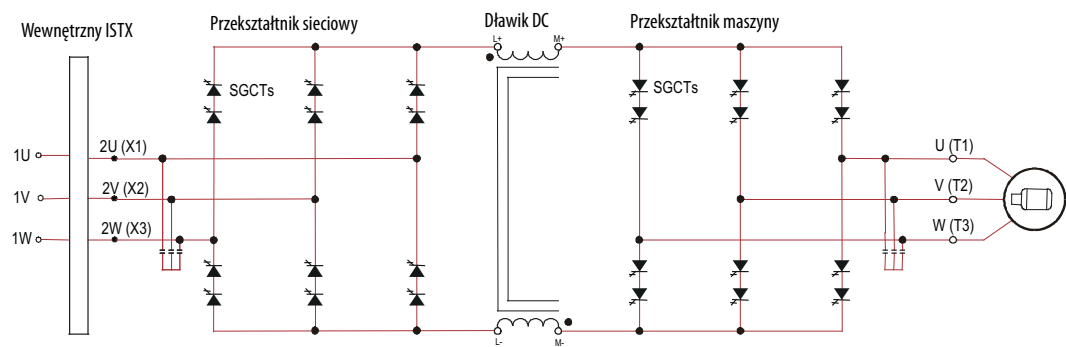 Wewnętrzny ISTX
Przekształtnik sieciowy
Dławik DC
Przekształtnik maszyny
L+
M+
SGCTs
SGCTs
1U
2U (X1)
U (T1)
1V
2V (X2)
V (T2)
1W
2W (X3)
W (T3)
L-
M-